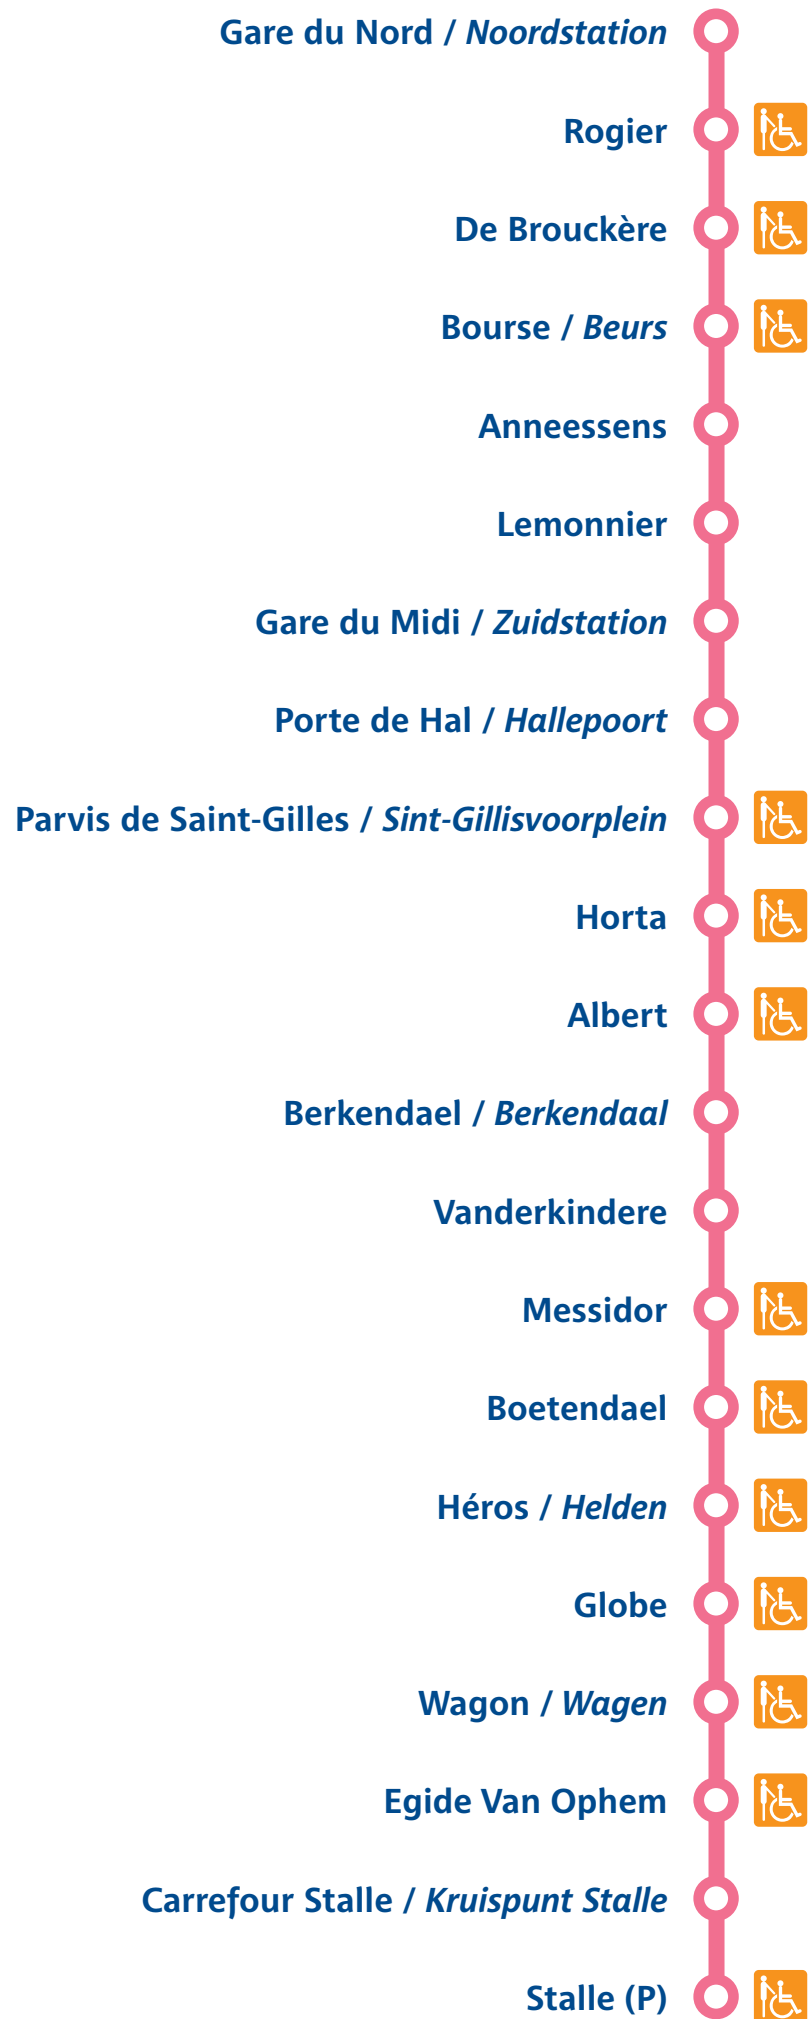 Gare du Nord / Noordstation
Rogier
De Brouckère
Bourse / Beurs
Anneessens
Lemonnier
Gare du Midi / Zuidstation
Porte de Hal / Hallepoort
Parvis de Saint-Gilles / Sint-Gillisvoorplein
Horta
Albert
Berkendael / Berkendaal
Vanderkindere
Messidor
Boetendael
Héros / Helden
Globe
Wagon / Wagen
Egide Van Ophem
Carrefour Stalle / Kruispunt Stalle
Stalle (P)